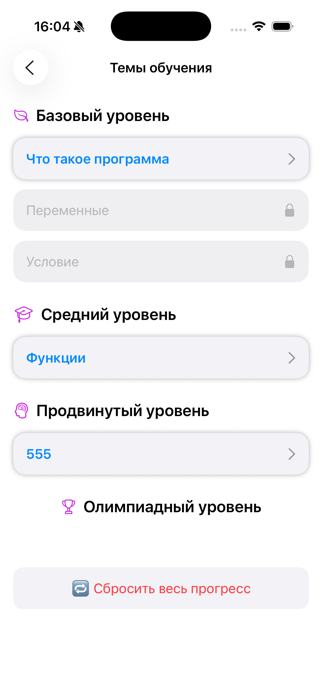 16:04
Темы обучения
Базовый уровень
Что такое программа
Переменные
Условие
Средний уровень
Функции
Продвинутый уровень
555
Олимпиадный уровень
Сбросить весь прогресс